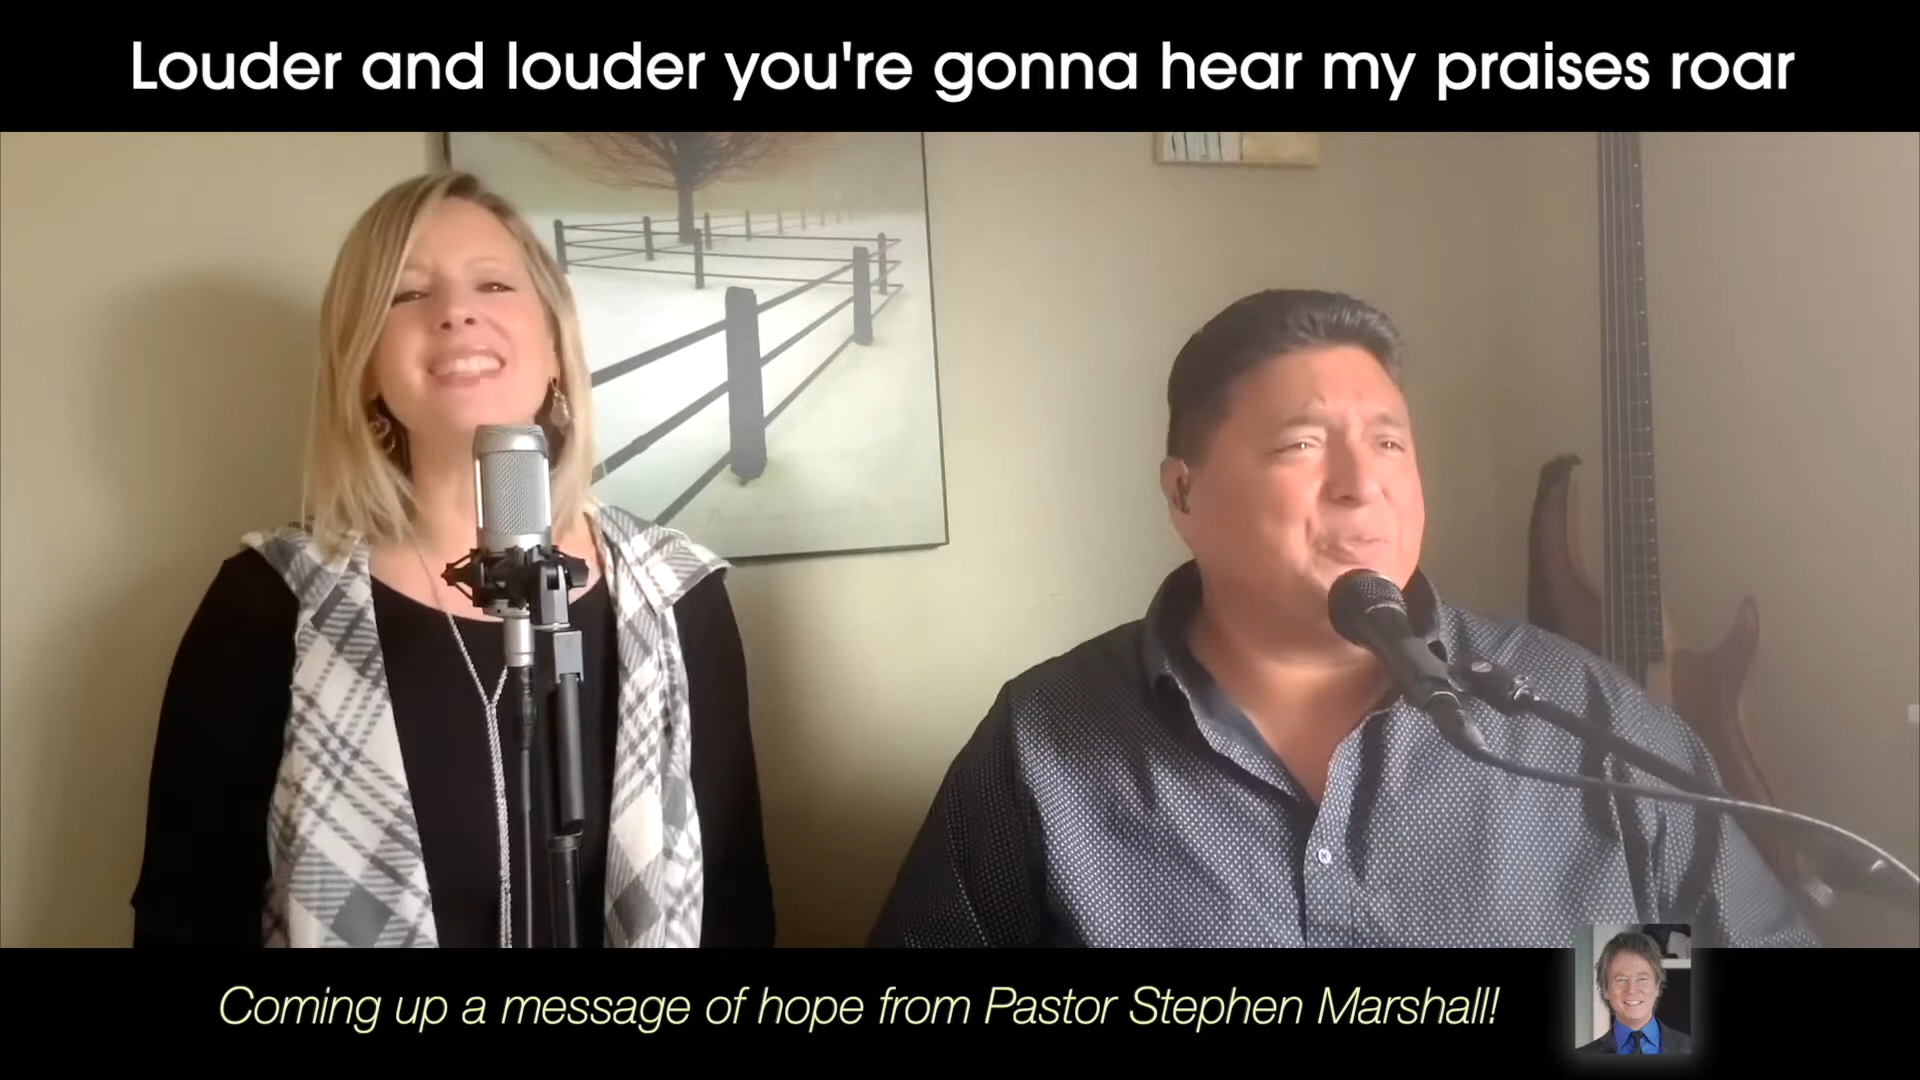 Louder and louder you're gonna hear my praises roar
Coming up a message of hope from Pastor Stephen Marshall!